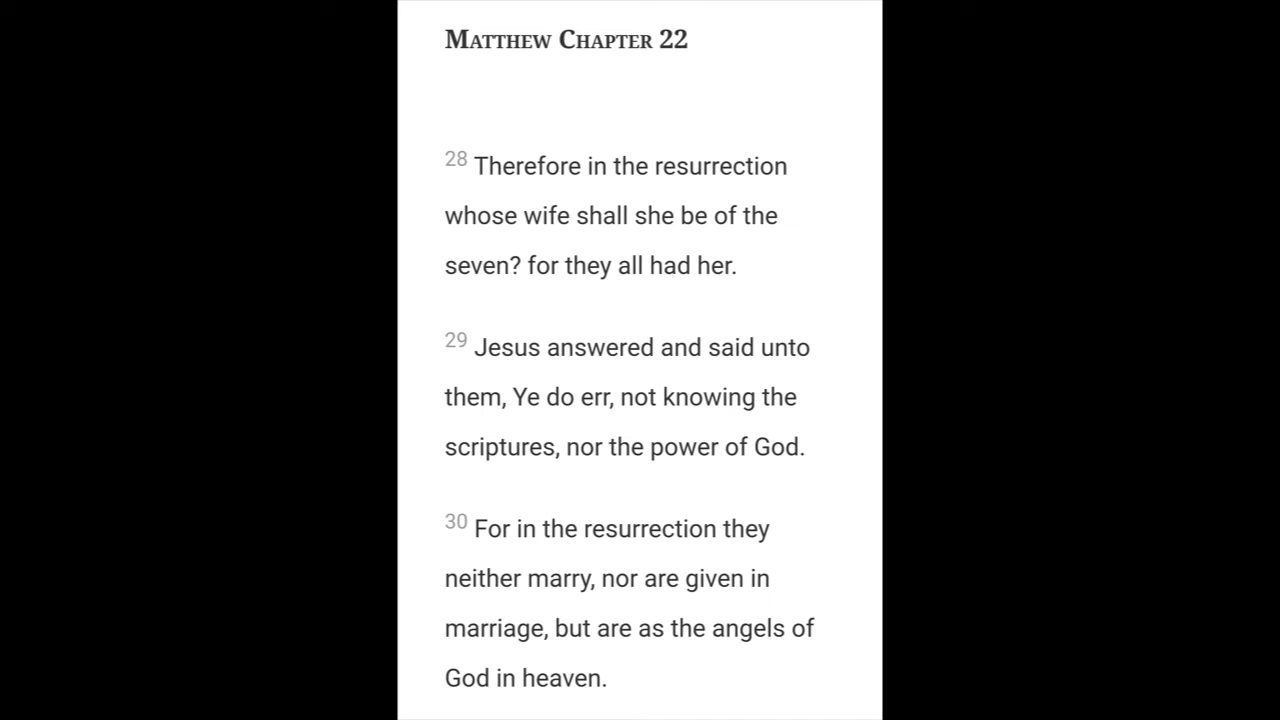 Matthew Chapter 22
28 Therefore in the resurrection
whose wife shall she be of the
seven? for they all had her.
29 Jesus answered and said unto
them, Ye do err, not knowing the
scriptures, nor the power of God.
30 For in the resurrection they
neither marry, nor are given in
marriage, but are as the angels of
God in heaven.